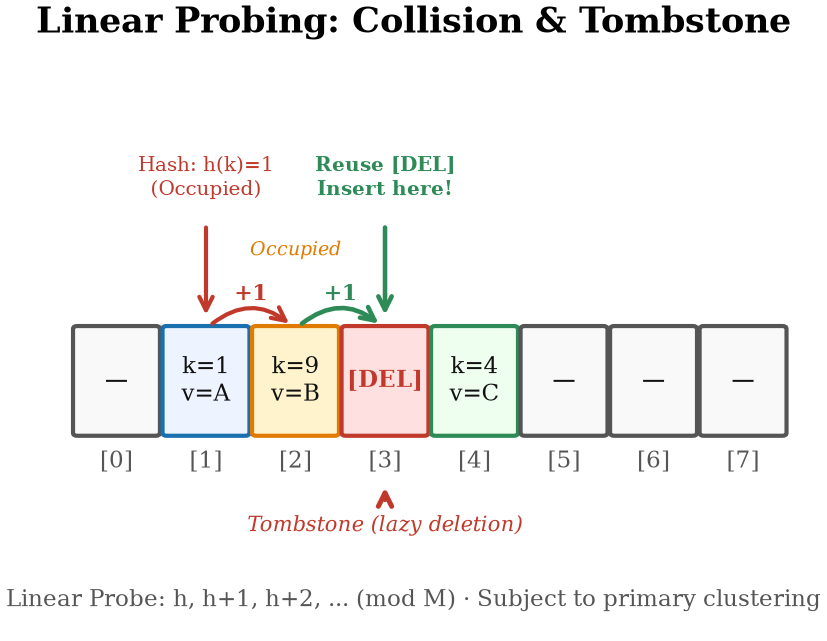 Linear Probing: Collision & Tombstone
Hash: h(k)=1
(Occupied)
Reuse [DEL]
Insert here!
Occupied
+1
+1
—
k=1
v=A
k=9
v=B
[DEL]
k=4
v=C
—
—
—
[0]
[1]
[2]
[3]
[4]
[5]
[6]
[7]
Tombstone (lazy deletion)
Linear Probe: h, h+1, h+2, ... (mod M) · Subject to primary clustering